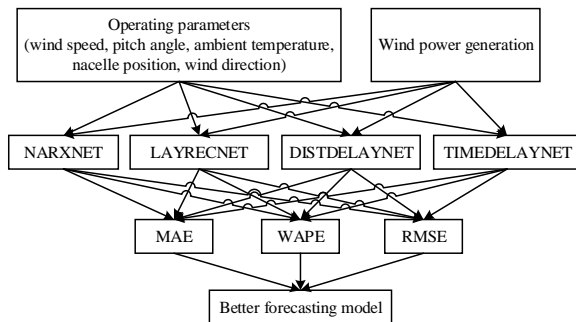 Operating parameters
(wind speed, pitch angle, ambient temperature,
nacelle position, wind direction)
Wind power generation
NARXNET
LAYRECNET
DISTDELAYNET
TIMEDELAYNET
MAE
WAPE
RMSE
Better forecasting model